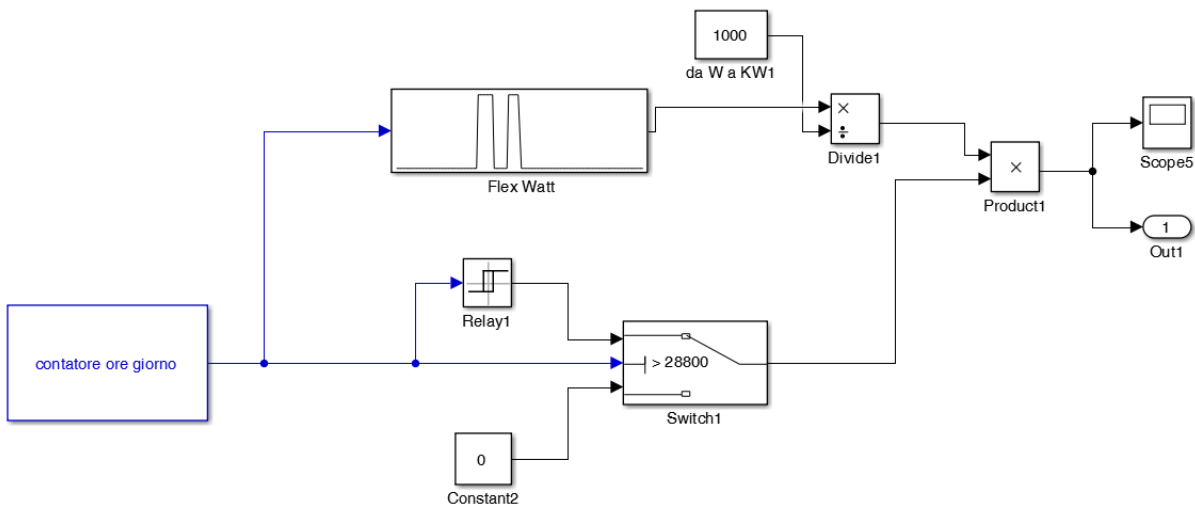 1000
da W a KW1
×
÷
Divide1
Flex Watt
×
Product1
Scope5
1
Out1
Relay1
contatore ore giorno
> 28800
Switch1
0
Constant2